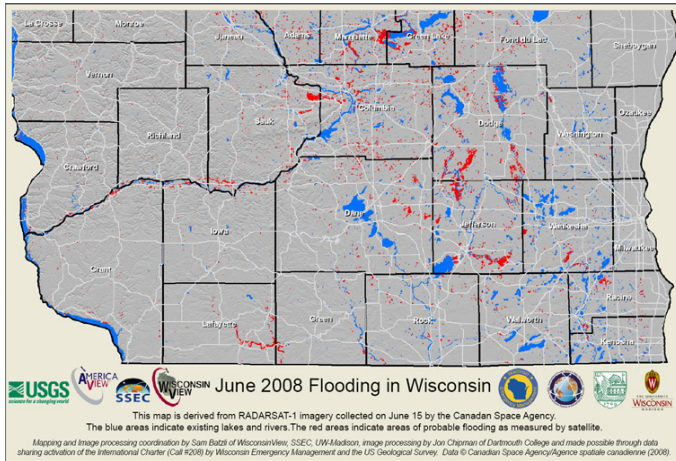 La Crosse
Monroe
Juneau
Adams
Marquette
Green Lake
Fond du Lac
Sheboygan
Vernon
Richland
Sauk
Columbia
Dodge
Washington
Ozaukee
Crawford
Iowa
Dane
Jefferson
Waukesha
Milwaukee
Grant
Lafayette
Green
Rock
Walworth
Racine
Kenosha
USGS
science for a changing world
AMERICA
VIEW
SSEC
WISCONSIN
VIEW
June 2008 Flooding in Wisconsin
WISCONSIN
MADISON
This map is derived from RADARSAT-1 imagery collected on June 15 by the Canadian Space Agency.
The blue areas indicate existing lakes and rivers.The red areas indicate areas of probable flooding as measured by satellite.
Mapping and Image processing coordination by Sam Batzli of WisconsinView, SSEC, UW-Madison, image processing by Jon Chipman of Dartmouth College and made possible through data
sharing activation of the International Charter (Call #208) by Wisconsin Emergency Management and the US Geological Survey. Data © Canadian Space Agency/Agence spatiale canadienne (2008).